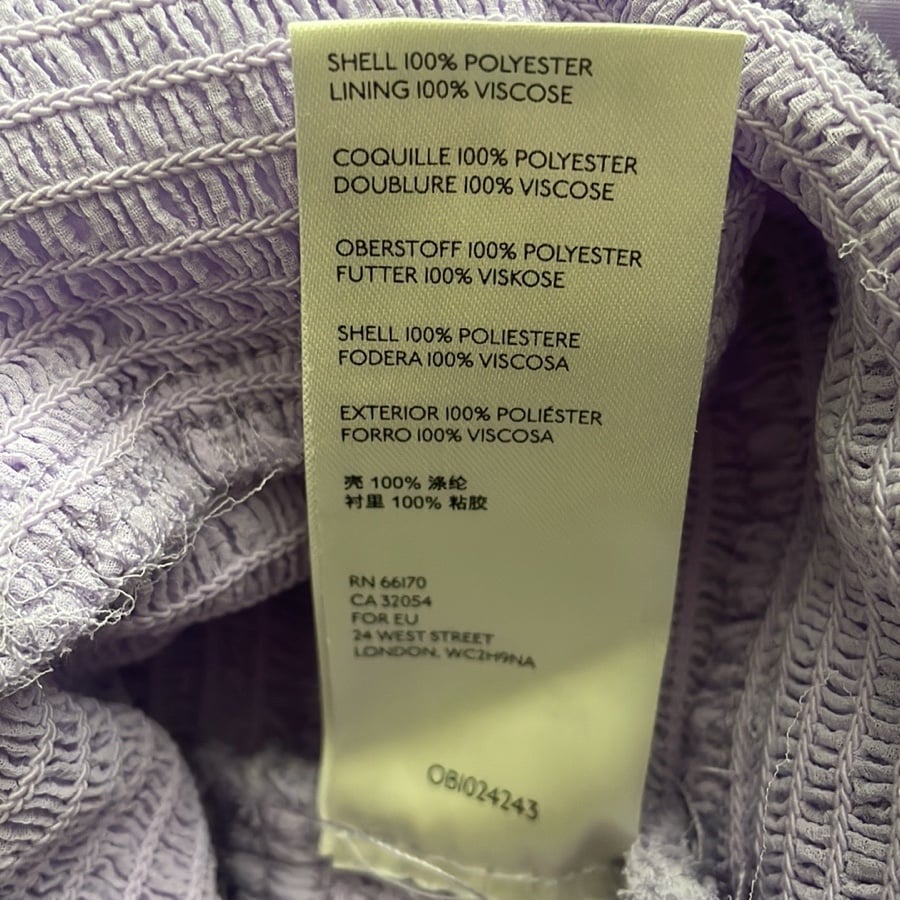 SHELL 100% POLYESTER
LINING 100% VISCOSE
COQUILLE 100% POLYESTER
DOUBLURE 100% VISCOSE
OBERSTOFF 100% POLYESTER
FUTTER 100% VISKOSE
SHELL 100% POLIESTERE
FODERA 100% VISCOSA
EXTERIOR 100% POLIÉSTER
FORRO 100% VISCOSA
壳 100% 涤纶
衬里 100% 粘胶
RN 66170
CA 32054
FOR EU
24 WEST STREET
LONDON, WC2H9NA
OB1024243